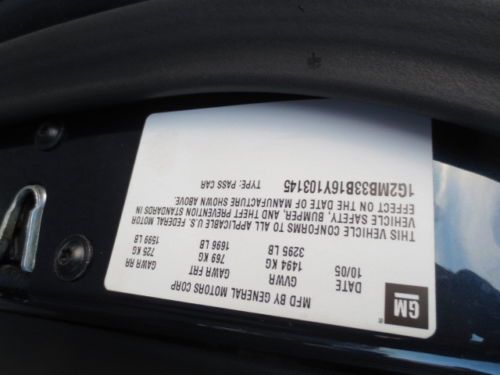 GM
MFD BY GENERAL MOTORS CORP
DATE GVWR GAWR FRT GAWR RR
10/05 1494 KG 769 KG 725 KG
3295 LB 1696 LB 1599 LB
THIS VEHICLE CONFORMS TO ALL APPLICABLE U.S. FEDERAL MOTOR
VEHICLE SAFETY, BUMPER, AND THEFT PREVENTION STANDARDS IN
EFFECT ON THE DATE OF MANUFACTURE SHOWN ABOVE.
1G2MB33B16Y103145 TYPE: PASS CAR